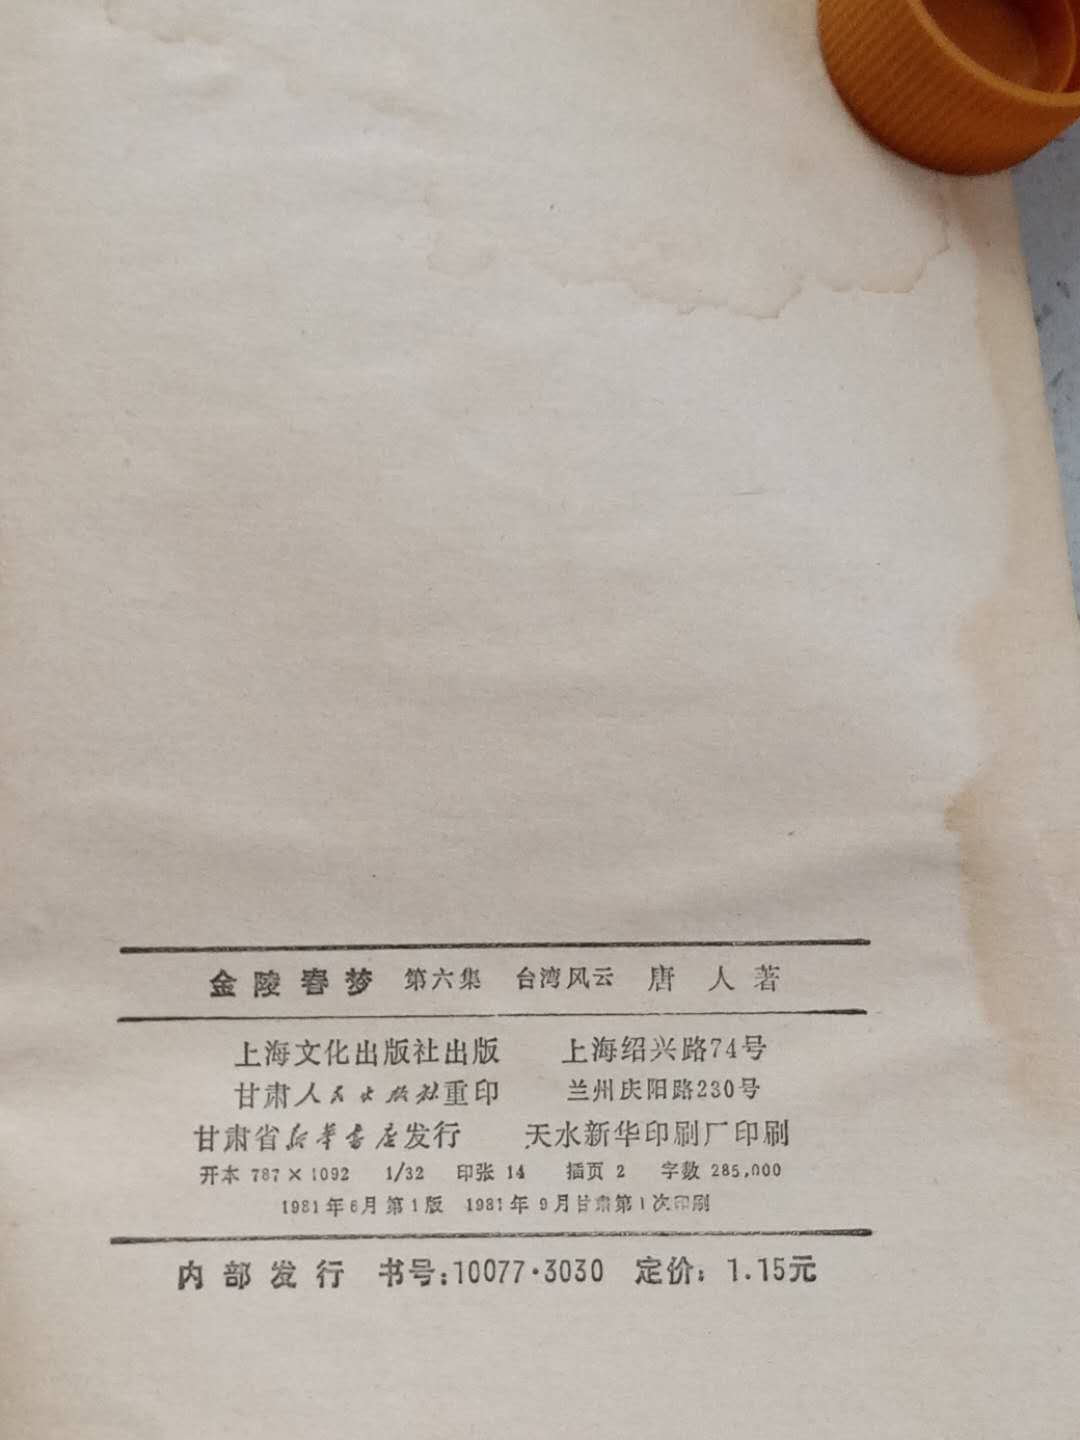 金陵春梦 第六集 台湾风云 唐人著
上海文化出版社出版 上海绍兴路74号
甘肃人民出版社重印 兰州庆阳路230号
甘肃省新华书店发行 天水新华印刷厂印刷
开本 787×1092 1/32 印张 14 插页 2 字数 285,000
1981年6月第1版 1981年9月甘肃第1次印刷
内部发行 书号:10077·3030 定价：1.15元